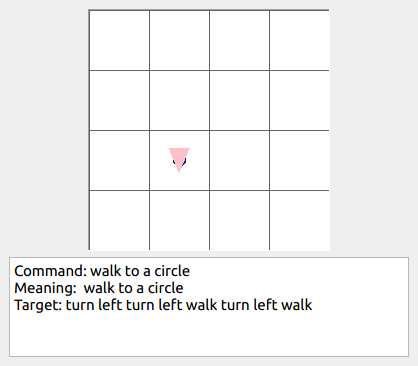 Command: walk to a circle
Meaning:  walk to a circle
Target: turn left turn left walk turn left walk